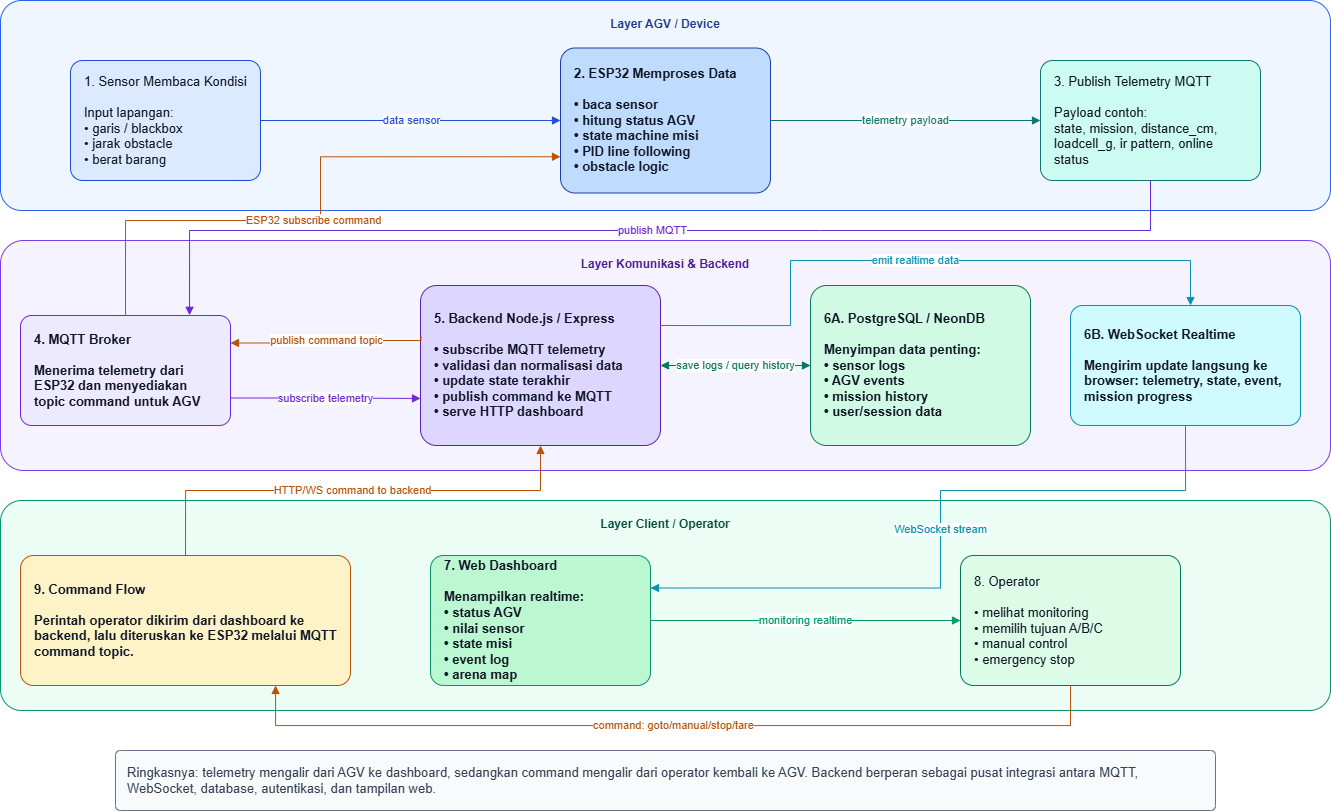 Layer AGV / Device
1. Sensor Membaca Kondisi
Input lapangan:
• garis / blackbox
• jarak obstacle
• berat barang
data sensor
2. ESP32 Memproses Data
• baca sensor
• hitung status AGV
• state machine misi
• PID line following
• obstacle logic
telemetry payload
3. Publish Telemetry MQTT
Payload contoh:
state, mission, distance_cm,
loadcell_g, ir pattern, online
status
ESP32 subscribe command
publish MQTT
Layer Komunikasi & Backend
emit realtime data
4. MQTT Broker
Menerima telemetry dari
ESP32 dan menyediakan
topic command untuk AGV
publish command topic
subscribe telemetry
5. Backend Node.js / Express
• subscribe MQTT telemetry
• validasi dan normalisasi data
• update state terakhir
• publish command ke MQTT
• serve HTTP dashboard
save logs / query history
6A. PostgreSQL / NeonDB
Menyimpan data penting:
• sensor logs
• AGV events
• mission history
• user/session data
6B. WebSocket Realtime
Mengirim update langsung ke
browser: telemetry, state, event,
mission progress
HTTP/WS command to backend
Layer Client / Operator
WebSocket stream
9. Command Flow
Perintah operator dikirim dari dashboard ke
backend, lalu diteruskan ke ESP32 melalui MQTT
command topic.
7. Web Dashboard
Menampilkan realtime:
• status AGV
• nilai sensor
• state misi
• event log
• arena map
monitoring realtime
8. Operator
• melihat monitoring
• memilih tujuan A/B/C
• manual control
• emergency stop
command: goto/manual/stop/tare
Ringkasnya: telemetry mengalir dari AGV ke dashboard, sedangkan command mengalir dari operator kembali ke AGV. Backend berperan sebagai pusat integrasi antara MQTT,
WebSocket, database, autentikasi, dan tampilan web.